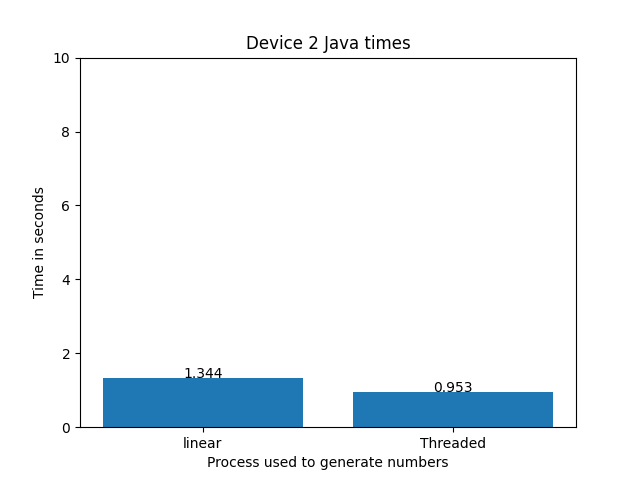 Device 2 Java times
10
8
6
4
2
0
Time in seconds
1.344
0.953
linear
Threaded
Process used to generate numbers